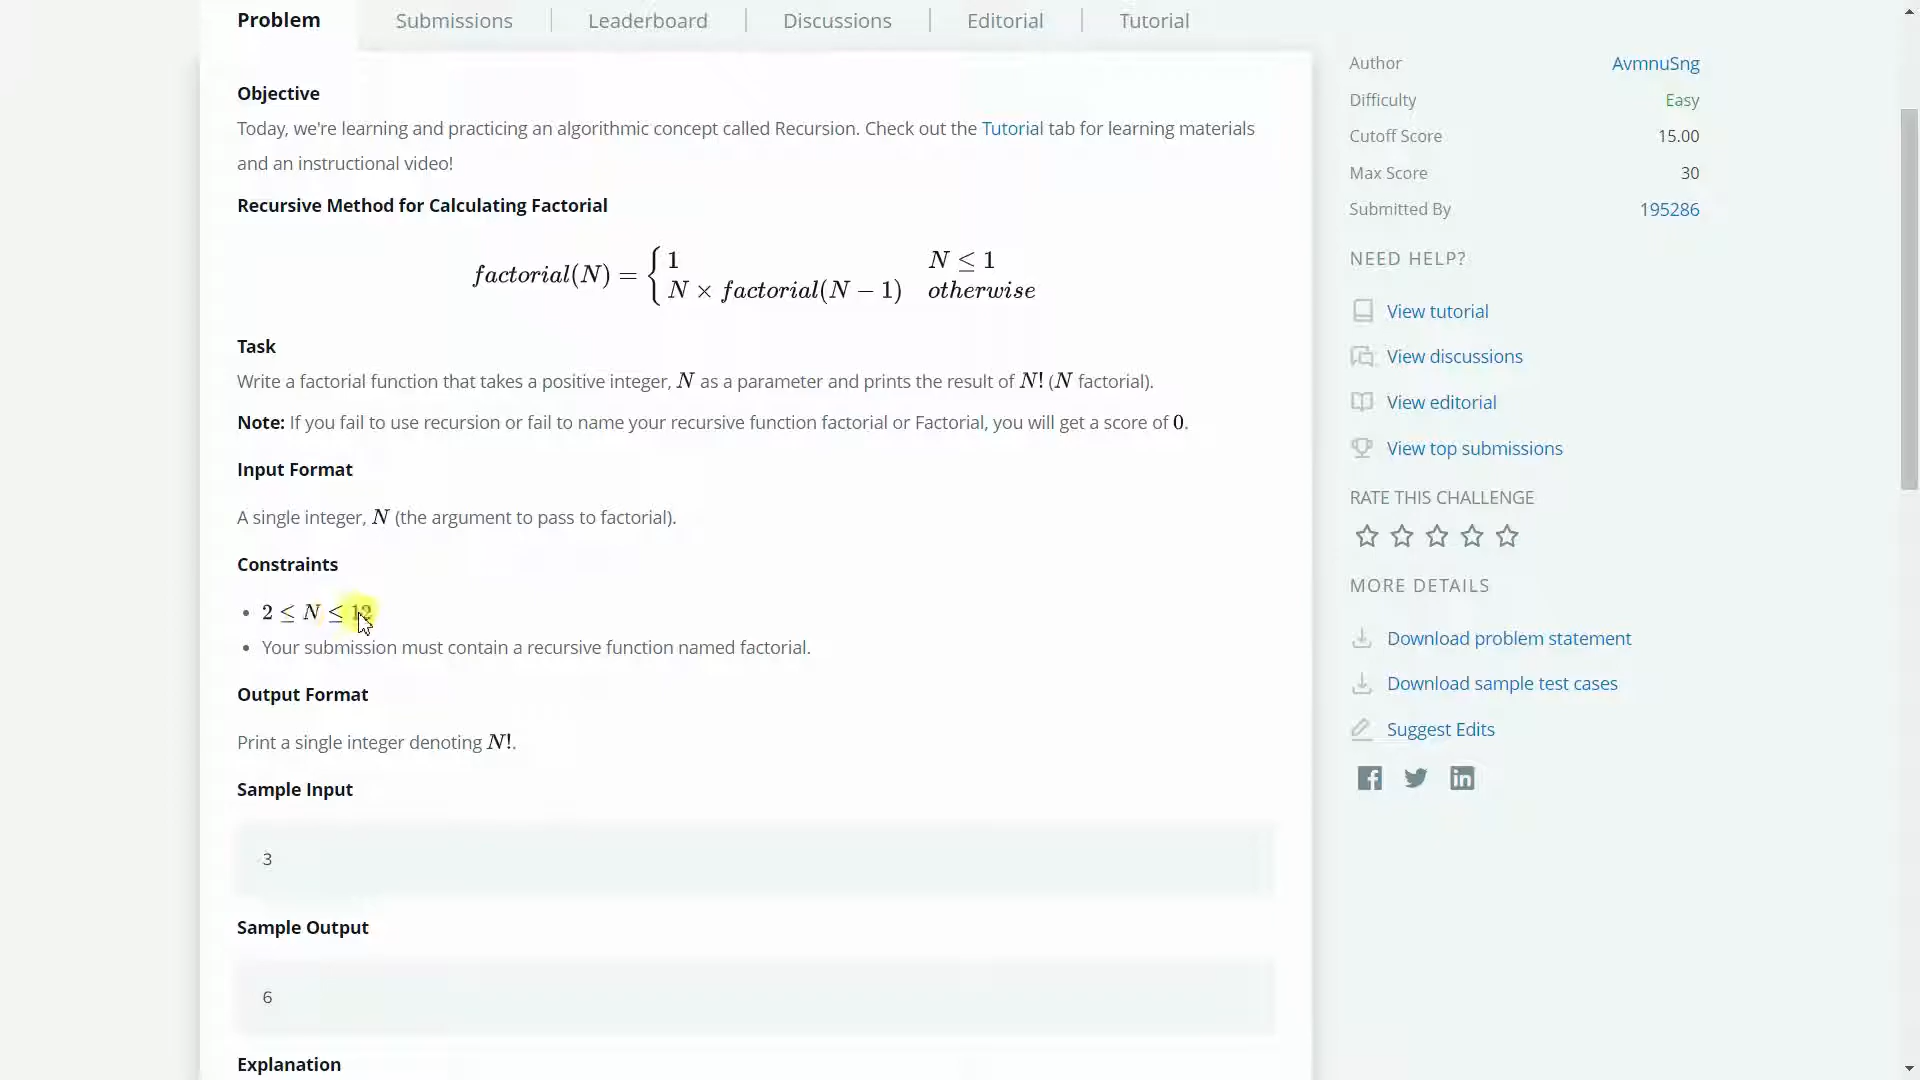 Problem
Submissions
Leaderboard
Discussions
Editorial
Tutorial
Objective
Today, we're learning and practicing an algorithmic concept called Recursion. Check out the Tutorial tab for learning materials
and an instructional video!
Recursive Method for Calculating Factorial
factorial(N) = { 1 N ≤ 1
N × factorial(N − 1) otherwise
Task
Write a factorial function that takes a positive integer, N as a parameter and prints the result of N! (N factorial).
Note: If you fail to use recursion or fail to name your recursive function factorial or Factorial, you will get a score of 0.
Input Format
A single integer, N (the argument to pass to factorial).
Constraints
• 2 ≤ N ≤ 12
• Your submission must contain a recursive function named factorial.
Output Format
Print a single integer denoting N!.
Sample Input
3
Sample Output
6
Explanation
Author AvmnuSng
Difficulty Easy
Cutoff Score 15.00
Max Score 30
Submitted By 195286
NEED HELP?
View tutorial
View discussions
View editorial
View top submissions
RATE THIS CHALLENGE
MORE DETAILS
Download problem statement
Download sample test cases
Suggest Edits